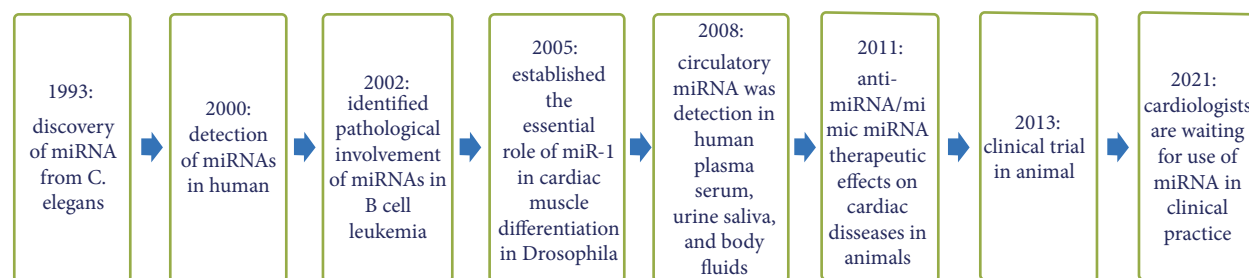 1993:
discovery
of miRNA
from C.
elegans
2000:
detection
of miRNAs
in human
2002:
identified
pathological
involvement
of miRNAs in
B cell
leukemia
2005:
established
the
essential
role of miR-1
in cardiac
muscle
differentiation
in Drosophila
2008:
circulatory
miRNA was
detection in
human
plasma
serum,
urine saliva,
and body
fluids
2011:
anti-
miRNA/mi
mic miRNA
therapeutic
effects on
cardiac
disseases in
animals
2013:
clinical trial
in animal
2021:
cardiologists
are waiting
for use of
miRNA in
clinical
practice